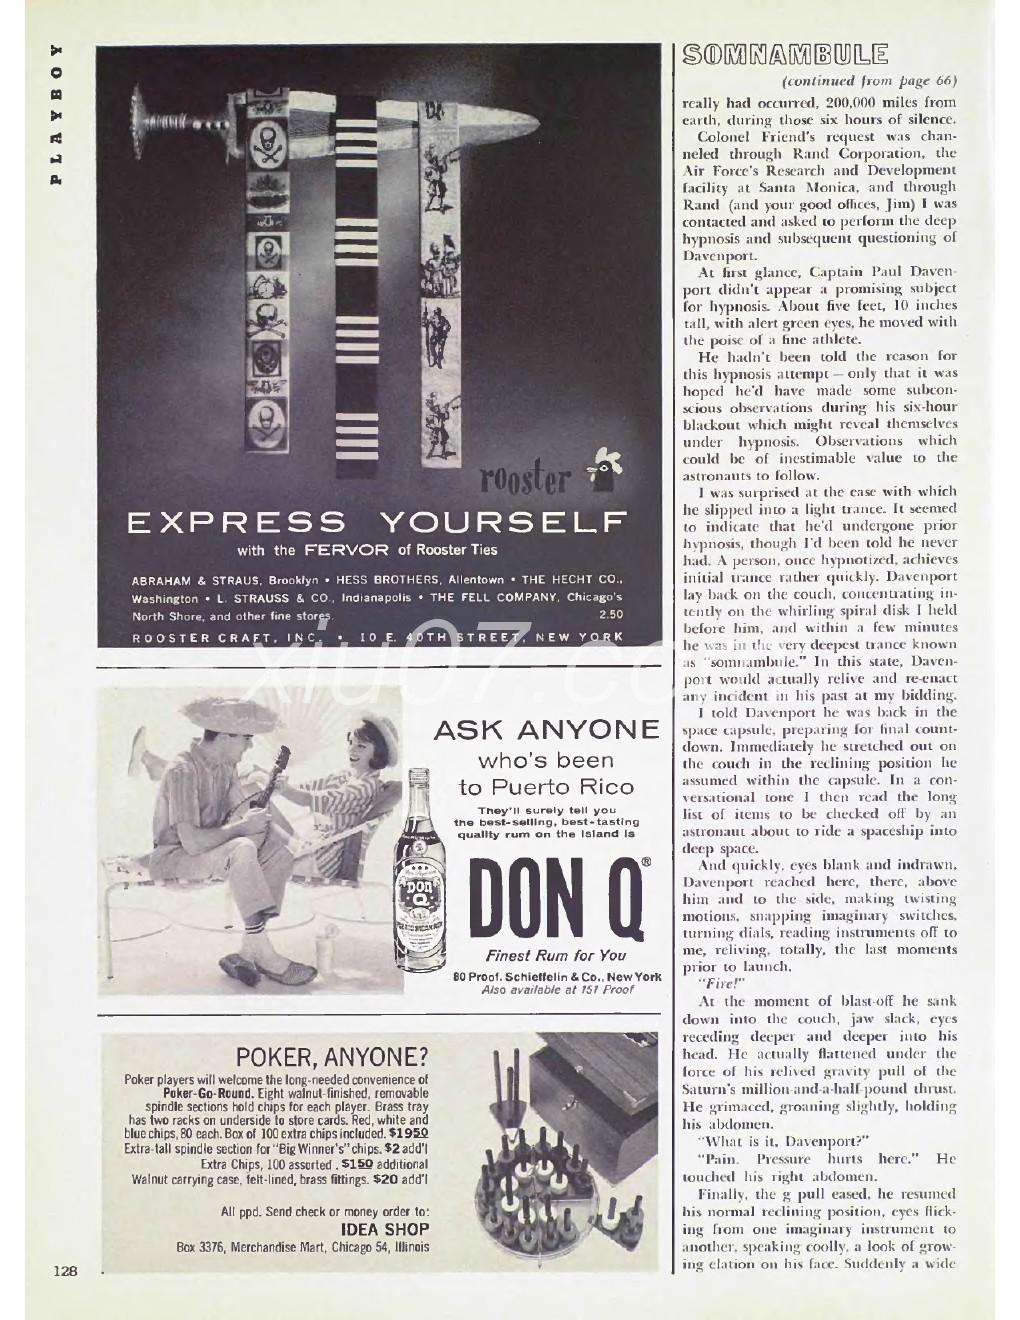 PLAYBOY
rooster
EXPRESS YOURSELF
with the FERVOR of Rooster Ties
ABRAHAM & STRAUS, Brooklyn • HESS BROTHERS, Allentown • THE HECHT CO.,
Washington • L. STRAUSS & CO., Indianapolis • THE FELL COMPANY, Chicago's
North Shore, and other fine stores. 2.50
ROOSTER CRAFT, INC. • 10 E. 40TH STREET, NEW YORK
ASK ANYONE
who's been
to Puerto Rico
They'll surely tell you
the best-selling, best-tasting
quality rum on the Island is
DON Q®
Finest Rum for You
80 Proof. Schieffelin & Co., New York
Also available at 151 Proof
DON
Q
POKER, ANYONE?
Poker players will welcome the long-needed convenience of
Poker-Go-Round. Eight walnut-finished, removable
spindle sections hold chips for each player. Brass tray
has two racks on underside to store cards. Red, white and
blue chips, 80 each. Box of 100 extra chips included. $1950
Extra-tall spindle section for "Big Winner's" chips. $2 add'l
Extra Chips, 100 assorted . $150 additional
Walnut carrying case, felt-lined, brass fittings. $20 add'l
All ppd. Send check or money order to:
IDEA SHOP
Box 3376, Merchandise Mart, Chicago 54, Illinois
128
SOMNAMBULE
(continued from page 66)
really had occurred, 200,000 miles from
earth, during those six hours of silence.
Colonel Friend's request was chan-
neled through Rand Corporation, the
Air Force's Research and Development
facility at Santa Monica, and through
Rand (and your good offices, Jim) I was
contacted and asked to perform the deep
hypnosis and subsequent questioning of
Davenport.
At first glance, Captain Paul Daven-
port didn't appear a promising subject
for hypnosis. About five feet, 10 inches
tall, with alert green eyes, he moved with
the poise of a fine athlete.
He hadn't been told the reason for
this hypnosis attempt — only that it was
hoped he'd have made some subcon-
scious observations during his six-hour
blackout which might reveal themselves
under hypnosis. Observations which
could be of inestimable value to the
astronauts to follow.
I was surprised at the ease with which
he slipped into a light trance. It seemed
to indicate that he'd undergone prior
hypnosis, though I'd been told he never
had. A person, once hypnotized, achieves
initial trance rather quickly. Davenport
lay back on the couch, concentrating in-
tently on the whirling spiral disk I held
before him, and within a few minutes
he was in the very deepest trance known
as "somnambule." In this state, Daven-
port would actually relive and re-enact
any incident in his past at my bidding.
I told Davenport he was back in the
space capsule, preparing for final count-
down. Immediately he stretched out on
the couch in the reclining position he
assumed within the capsule. In a con-
versational tone I then read the long
list of items to be checked off by an
astronaut about to ride a spaceship into
deep space.
And quickly, eyes blank and indrawn,
Davenport reached here, there, above
him and to the side, making twisting
motions, snapping imaginary switches,
turning dials, reading instruments off to
me, reliving, totally, the last moments
prior to launch.
"Fire!"
At the moment of blast-off he sank
down into the couch, jaw slack, eyes
receding deeper and deeper into his
head. He actually flattened under the
force of his relived gravity pull of the
Saturn's million-and-a-half-pound thrust.
He grimaced, groaning slightly, holding
his abdomen.
"What is it, Davenport?"
"Pain. Pressure hurts here." He
touched his right abdomen.
Finally, the g pull eased, he resumed
his normal reclining position, eyes flick-
ing from one imaginary instrument to
another, speaking coolly, a look of grow-
ing elation on his face. Suddenly a wide
xiu07.co